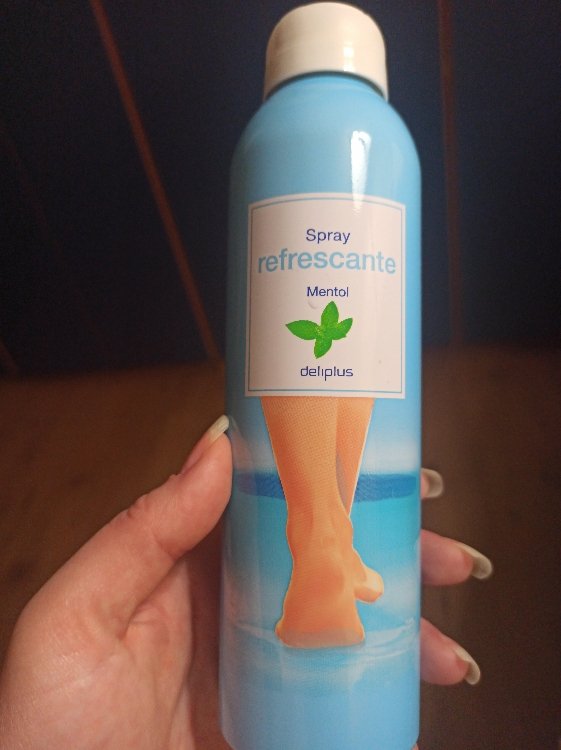 Spray
refrescante
Mentol
deliplus